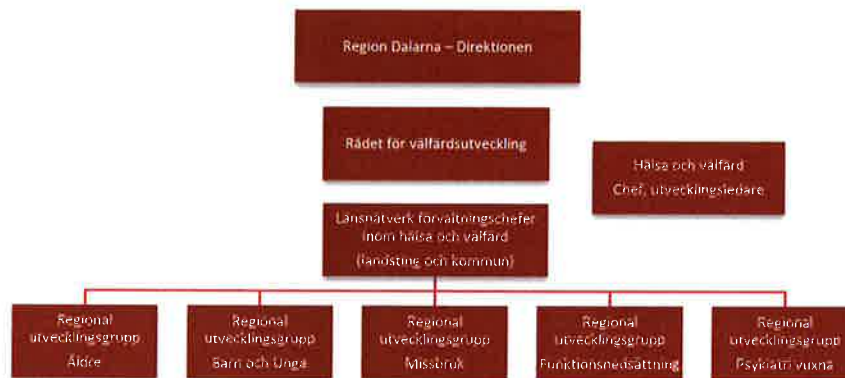 Region Dalarna – Direktionen
Rådet för välfärdsutveckling
Hälsa och välfärd
Chef, utvecklingsledare
Länsnätverk förvaltningschefer
inom hälsa och välfärd
(landsting och kommun)
Regional
utvecklingsgrupp
Äldre
Regional
utvecklingsgrupp
Barn och Unga
Regional
utvecklingsgrupp
Missbruk
Regional
utvecklingsgrupp
Funktionsnedsättning
Regional
utvecklingsgrupp
Psykiatri vuxna